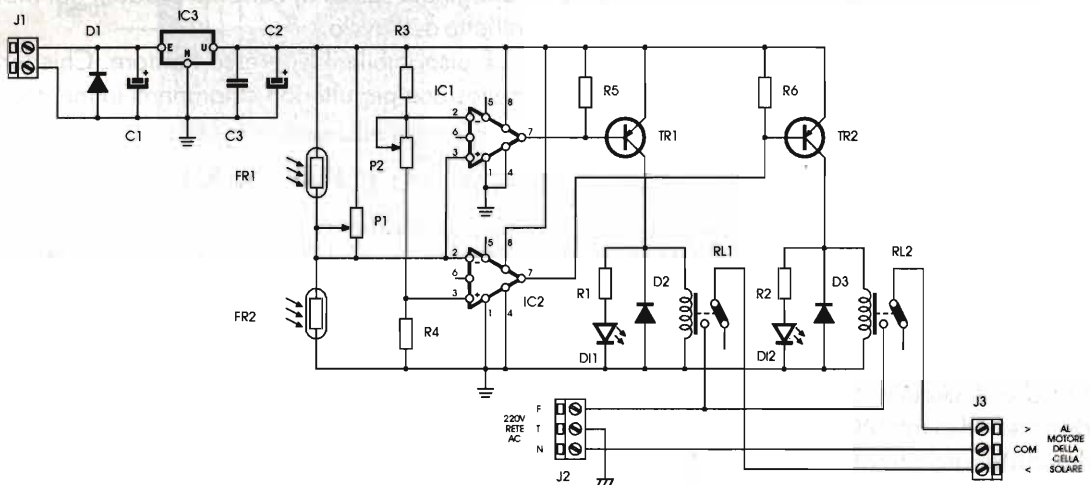 J1
D1
IC3
E
M
U
C2
R3
+
+
C1
C3
IC1
5
8
2
-
6
7
3
+
1
4
R5
TR1
R6
TR2
P2
FR1
P1
2
-
5
8
6
7
3
+
1
4
IC2
FR2
R4
R1
D2
RL1
DI1
R2
D3
RL2
DI2
220V
RETE
AC
F
T
N
J2
J3
> AL
MOTORE
COM DELLA
CELLA
< SOLARE